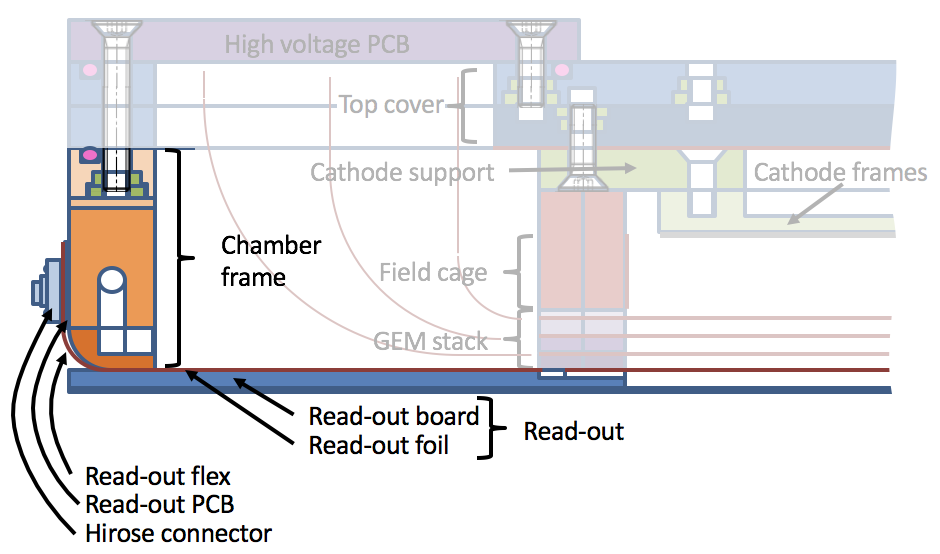 High voltage PCB
Top cover
Cathode support
Cathode frames
Chamber
frame
Field cage
GEM stack
Read-out board
Read-out foil
Read-out
Read-out flex
Read-out PCB
Hirose connector